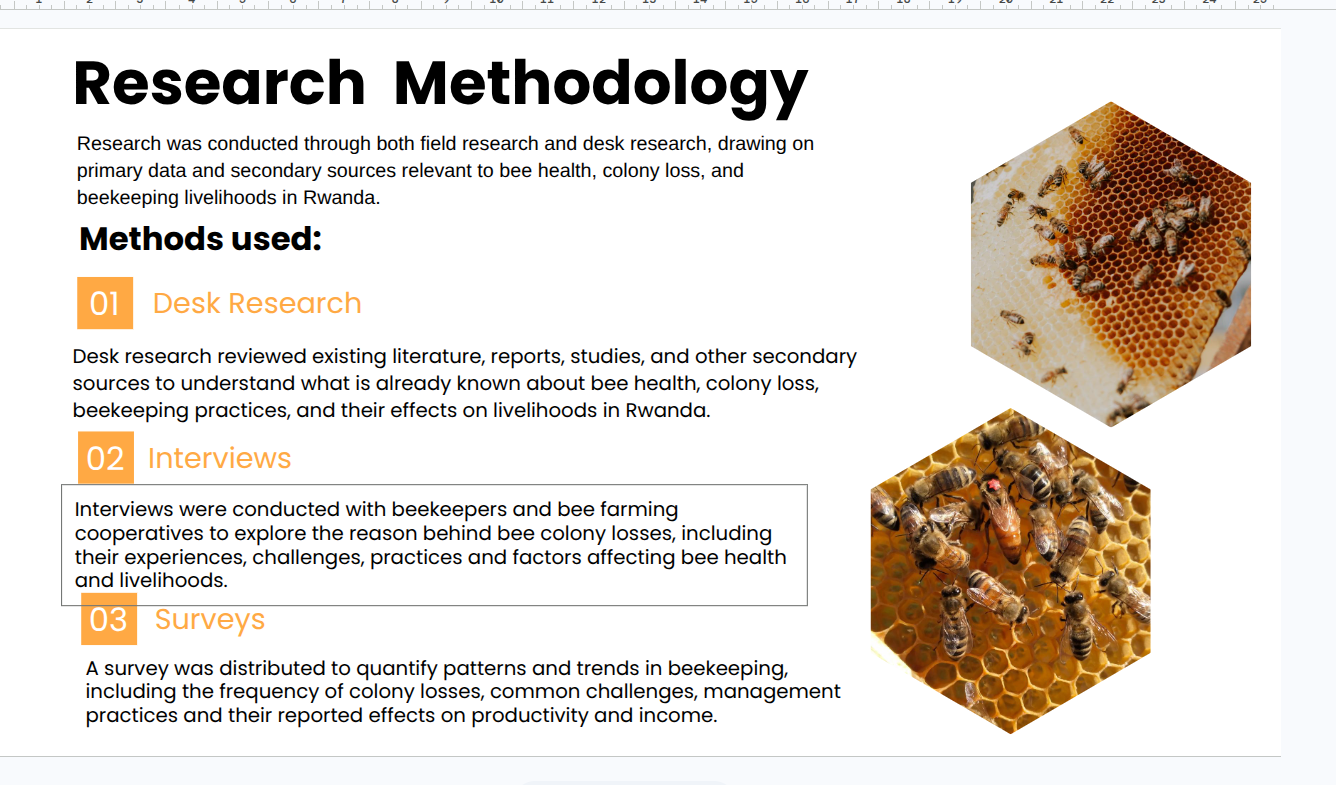 Research Methodology
Research was conducted through both field research and desk research, drawing on
primary data and secondary sources relevant to bee health, colony loss, and
beekeeping livelihoods in Rwanda.
Methods used:
01 Desk Research
Desk research reviewed existing literature, reports, studies, and other secondary
sources to understand what is already known about bee health, colony loss,
beekeeping practices, and their effects on livelihoods in Rwanda.
02 Interviews
Interviews were conducted with beekeepers and bee farming
cooperatives to explore the reason behind bee colony losses, including
their experiences, challenges, practices and factors affecting bee health
and livelihoods.
03 Surveys
A survey was distributed to quantify patterns and trends in beekeeping,
including the frequency of colony losses, common challenges, management
practices and their reported effects on productivity and income.